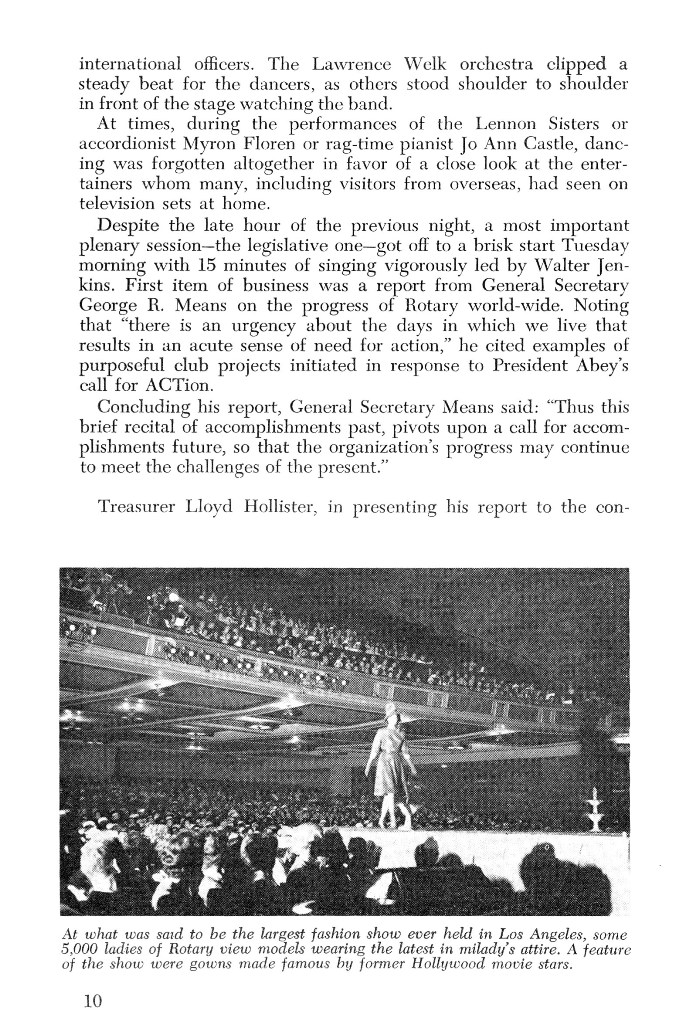 international officers. The Lawrence Welk orchestra clipped a
steady beat for the dancers, as others stood shoulder to shoulder
in front of the stage watching the band.
At times, during the performances of the Lennon Sisters or
accordionist Myron Floren or rag-time pianist Jo Ann Castle, danc-
ing was forgotten altogether in favor of a close look at the enter-
tainers whom many, including visitors from overseas, had seen on
television sets at home.
Despite the late hour of the previous night, a most important
plenary session—the legislative one—got off to a brisk start Tuesday
morning with 15 minutes of singing vigorously led by Walter Jen-
kins. First item of business was a report from General Secretary
George R. Means on the progress of Rotary world-wide. Noting
that “there is an urgency about the days in which we live that
results in an acute sense of need for action,” he cited examples of
purposeful club projects initiated in response to President Abey’s
call for ACTion.
Concluding his report, General Secretary Means said: “Thus this
brief recital of accomplishments past, pivots upon a call for accom-
plishments future, so that the organization’s progress may continue
to meet the challenges of the present.”
Treasurer Lloyd Hollister, in presenting his report to the con-
At what was said to be the largest fashion show ever held in Los Angeles, some
5,000 ladies of Rotary view models wearing the latest in milady’s attire. A feature
of the show were gowns made famous by former Hollywood movie stars.
10